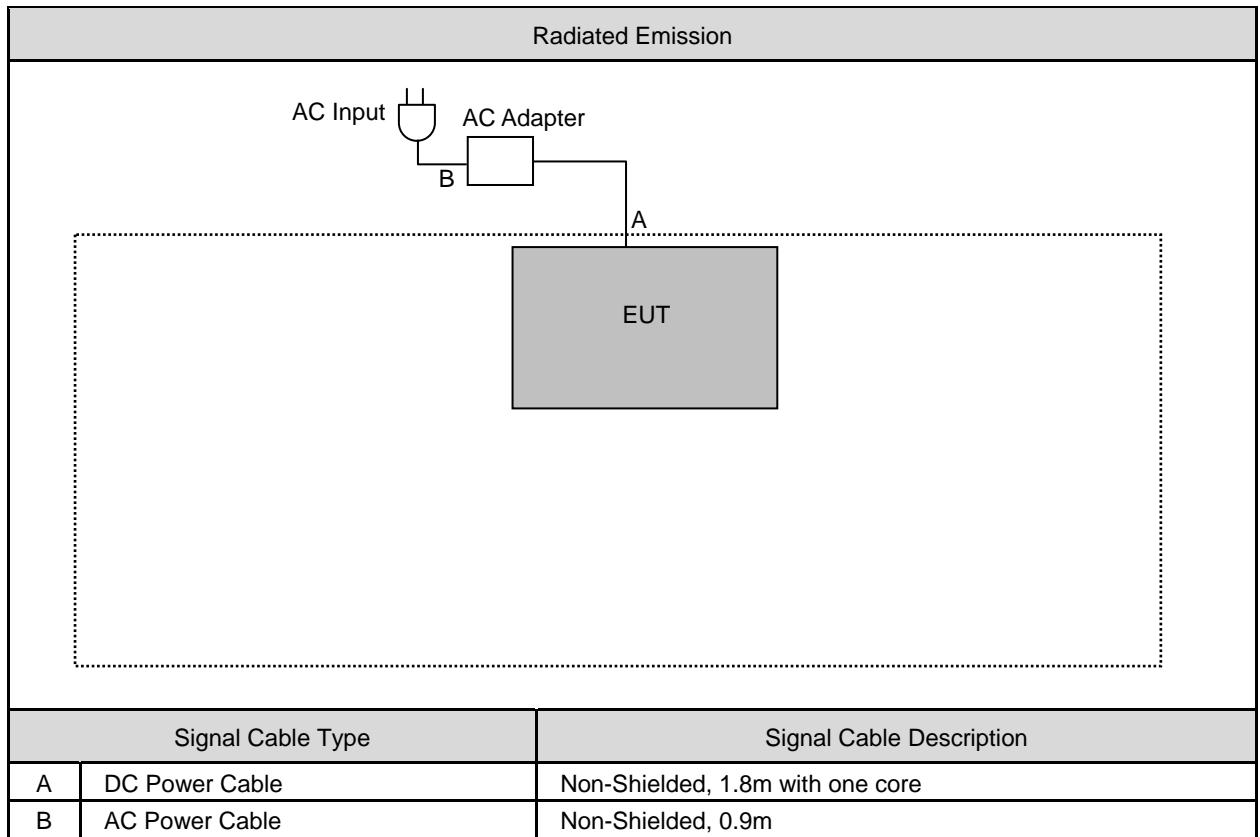 Radiated Emission
AC Input
AC Adapter
B
A
EUT
Signal Cable Type
Signal Cable Description
A
DC Power Cable
Non-Shielded, 1.8m with one core
B
AC Power Cable
Non-Shielded, 0.9m